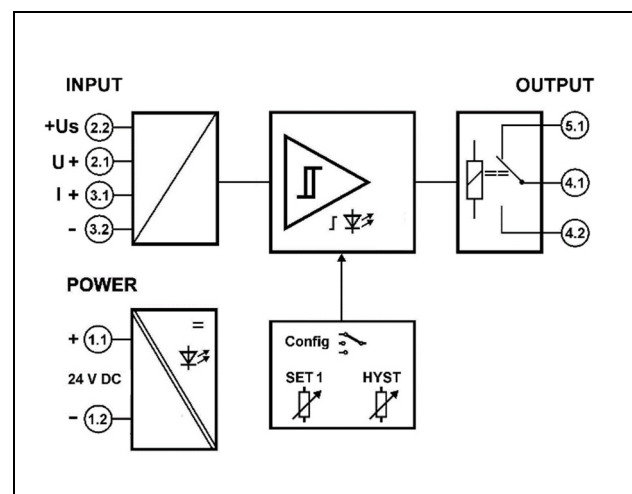 INPUT
OUTPUT
+Us 2.2
U + 2.1
I + 3.1
- 3.2
5.1
4.1
4.2
POWER
+ 1.1
24 V DC
- 1.2
=
Config
SET 1 HYST